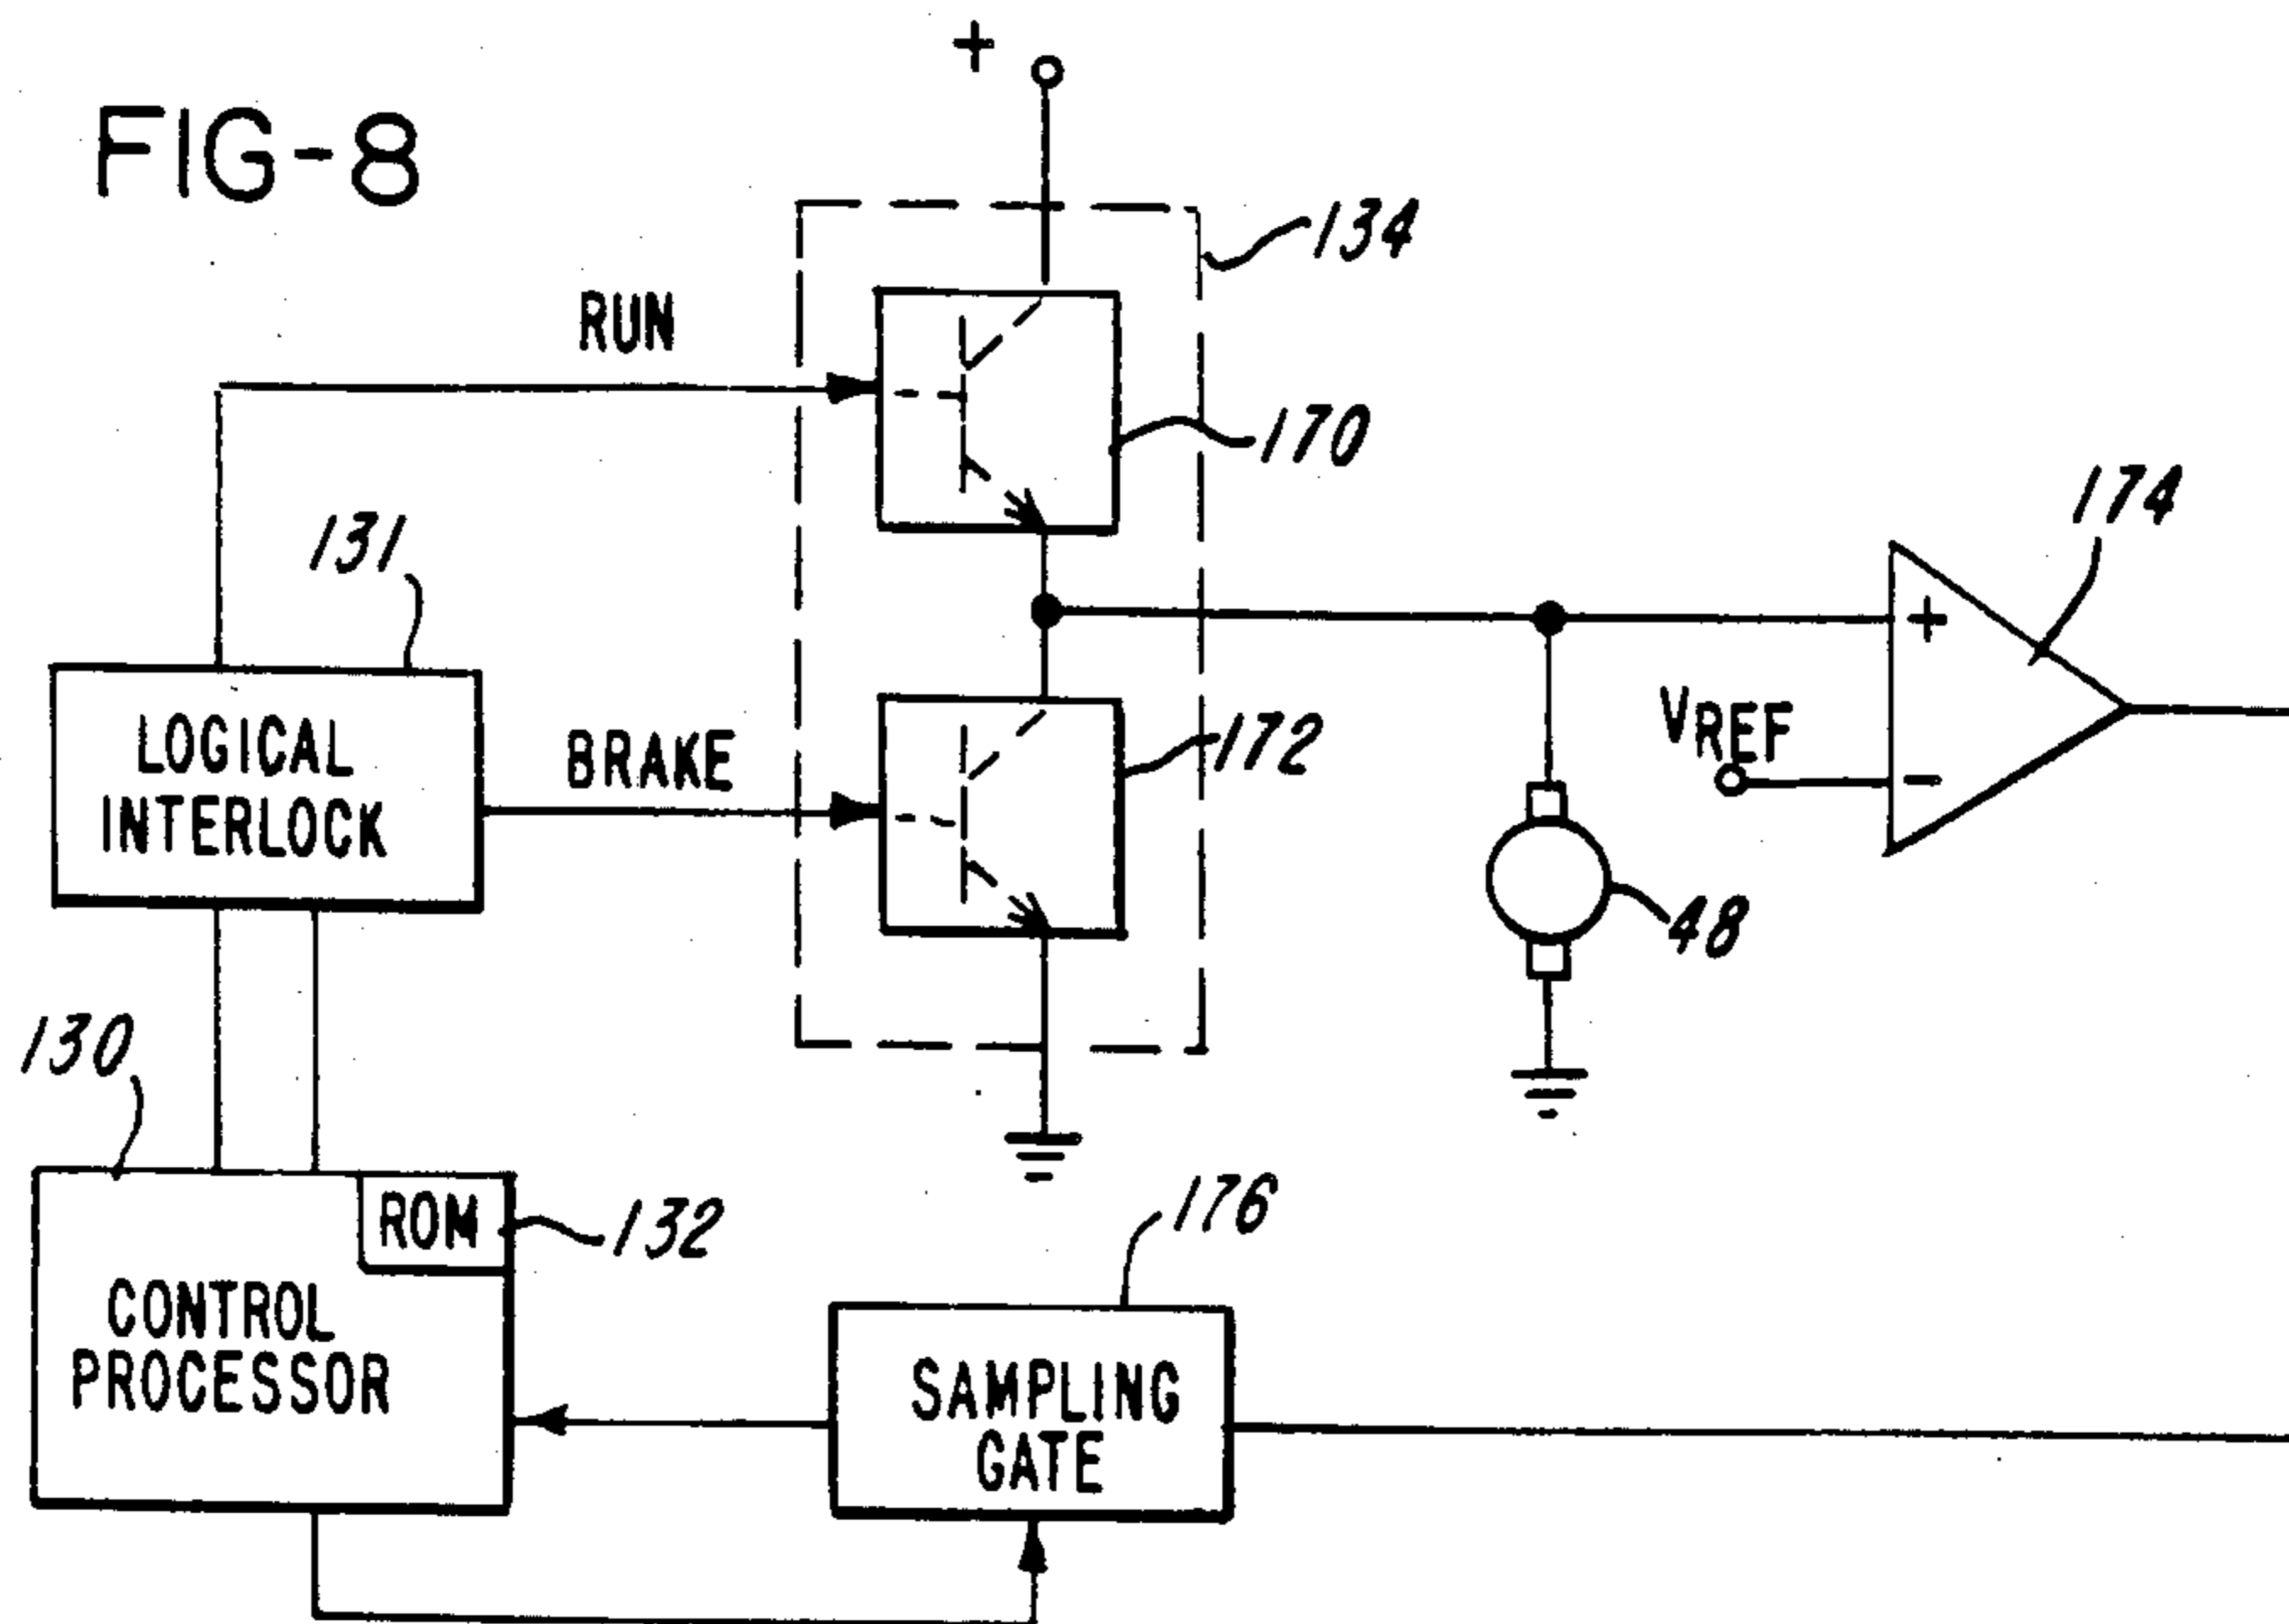 FIG-8
+
134
RUN
170
131
174
+
LOGICAL
INTERLOCK
BRAKE
172
VREF
-
48
130
ROM
132
176
CONTROL
PROCESSOR
SAMPLING
GATE